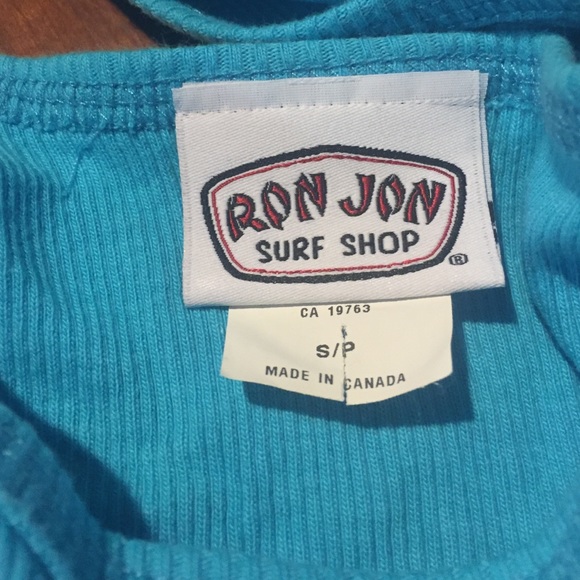 RON JON
SURF SHOP
®
CA 19763
S/P
MADE IN CANADA